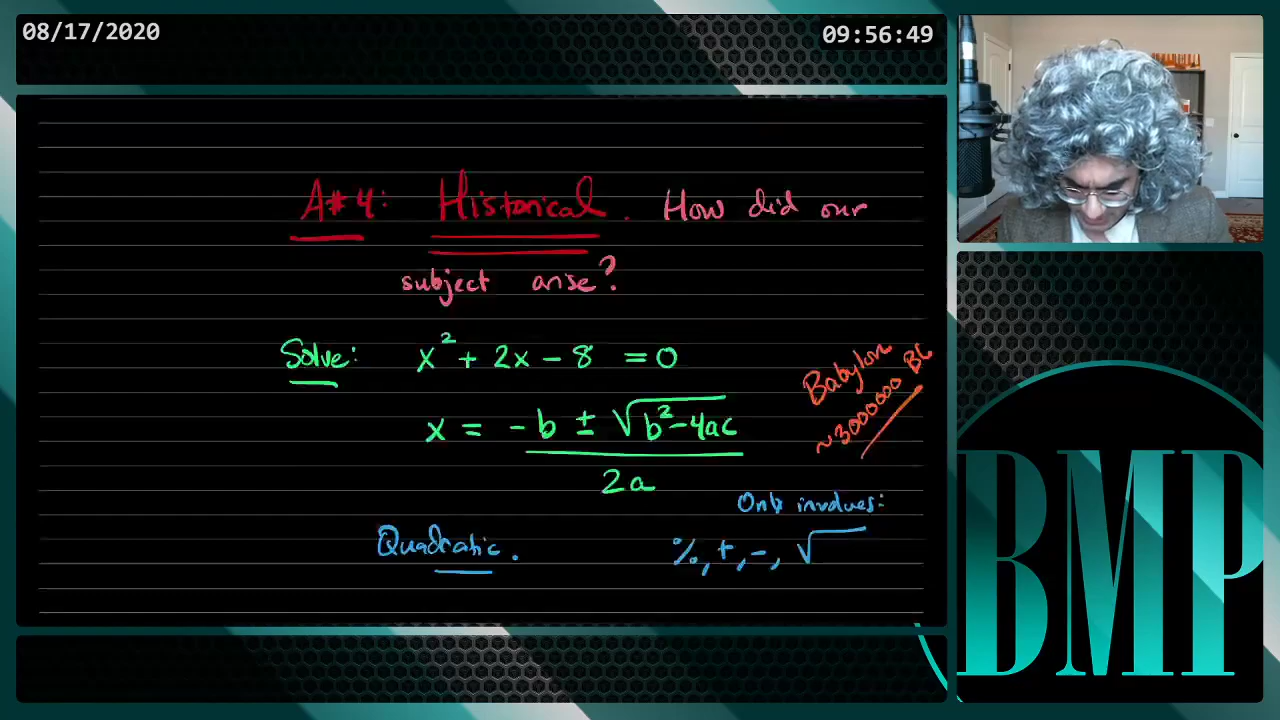 08/17/2020
09:56:49
A#4: Historical. How did our
subject arise?
Solve: x² + 2x - 8 = 0
x = -b ± √b²-4ac
2a
Babylon
~3000000 BC
Only involves:
Quadratic.
%, +, -, √
BMP